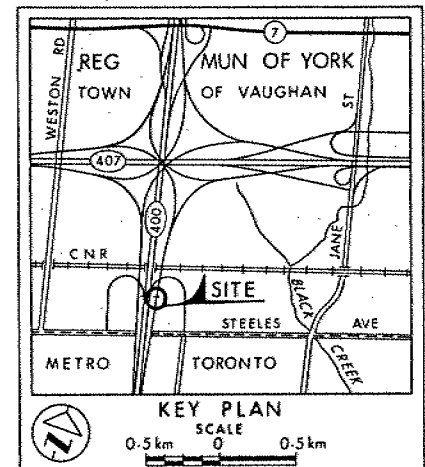 7
REG MUN OF YORK
TOWN OF VAUGHAN
WESTON RD
JANE ST
407
400
CNR
SITE
BLACK CREEK
STEELES AVE
METRO TORONTO
N
KEY PLAN
SCALE
0·5 km 0 0·5 km